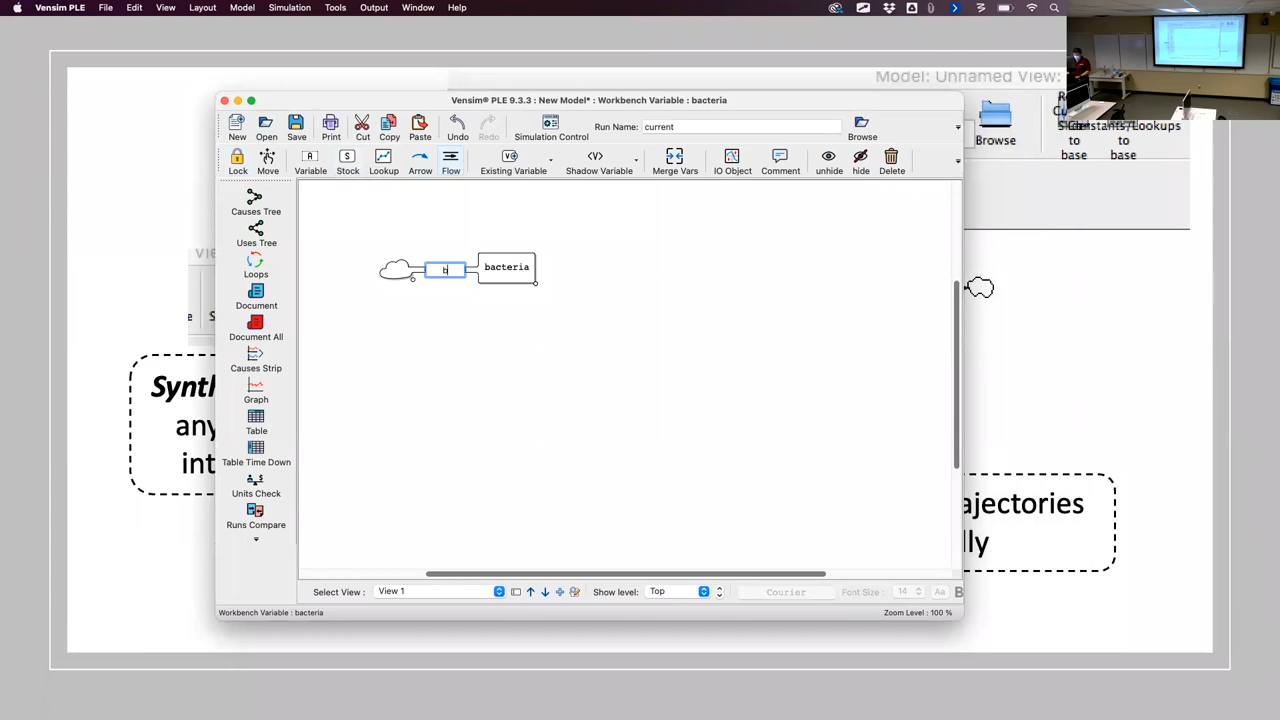 Vensim PLE File Edit View Layout Model Simulation Tools Output Window Help
Model: Unnamed View:
Vensim® PLE 9.3.3 : New Model* : Workbench Variable : bacteria
New Open Save Print Cut Copy Paste Undo Redo Simulation Control Run Name: current Browse
Browse
Constants/Lookups
to to
base base
Lock Move Variable Stock Lookup Arrow Flow Existing Variable Shadow Variable Merge Vars IO Object Comment unhide hide Delete
Causes Tree
Uses Tree
Loops
Document
Document All
Causes Strip
Graph
Table
Table Time Down
Units Check
Runs Compare
b bacteria
Synth
any
int
ajectories
lly
Select View : View 1 Show level: Top Courier Font Size : 14 Aa B
Workbench Variable : bacteria Zoom Level : 100 %